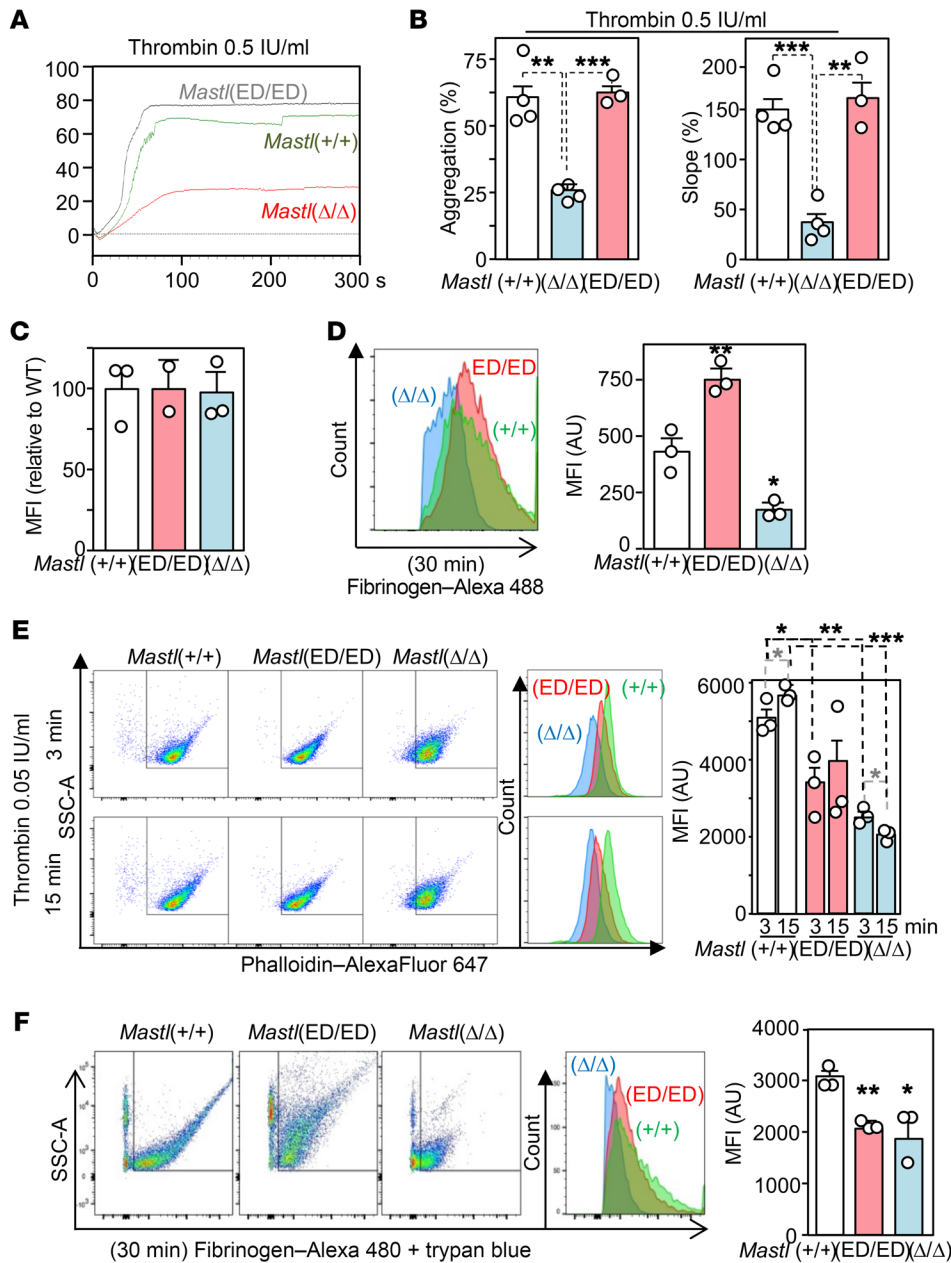 A
Thrombin 0.5 IU/ml
100
80
60
40
20
0
Mastl(ED/ED)
Mastl(+/+)
Mastl(Δ/Δ)
0 100 200 300 s
B
Thrombin 0.5 IU/ml
Aggregation (%)
75
50
25
0
** ***
Mastl (+/+)(Δ/Δ)(ED/ED)
Slope (%)
200
150
100
50
0
*** **
Mastl (+/+)(Δ/Δ)(ED/ED)
C
MFI (relative to WT)
100
50
0
Mastl (+/+)(ED/ED)(Δ/Δ)
D
Count
ED/ED
(Δ/Δ)
(+/+)
(30 min)
Fibrinogen–Alexa 488
MFI (AU)
750
500
250
0
**
*
Mastl(+/+)(ED/ED)(Δ/Δ)
E
Thrombin 0.05 IU/ml
3 min
15 min
SSC-A
Mastl(+/+) Mastl(ED/ED) Mastl(Δ/Δ)
Phalloidin–AlexaFluor 647
Count
(ED/ED) (+/+)
(Δ/Δ)
MFI (AU)
6000
4000
2000
0
* ** ***
*
*
3 15 3 15 3 15 min
Mastl (+/+)(ED/ED)(Δ/Δ)
F
Mastl(+/+) Mastl(ED/ED) Mastl(Δ/Δ)
SSC-A
(30 min) Fibrinogen–Alexa 480 + trypan blue
Count
150
100
50
0
(Δ/Δ)
(ED/ED)
(+/+)
MFI (AU)
4000
3000
2000
1000
0
** *
Mastl (+/+)(ED/ED)(Δ/Δ)